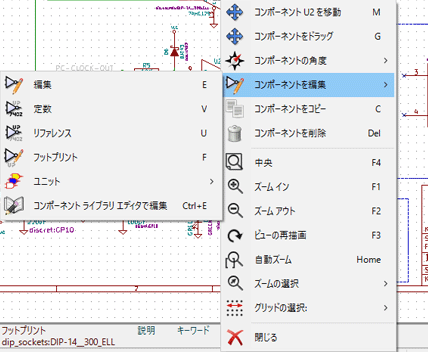 PC-CLOCK-OUT
R5
コンポーネント U2 を移動 M
コンポーネントをドラッグ G
コンポーネントの角度
コンポーネントを編集
コンポーネントをコピー C
コンポーネントを削除 Del
中央 F4
ズーム イン F1
ズーム アウト F2
ビューの再描画 F3
自動ズーム Home
ズームの選択
グリッドの選択:
閉じる
編集 E
定数 V
リファレンス U
フットプリント F
ユニット
コンポーネント ライブラリ エディタで編集 Ctrl+E
discret:CP10
3
4
7
フットプリント 説明 キーワード
dip_sockets:DIP-14__300_ELL